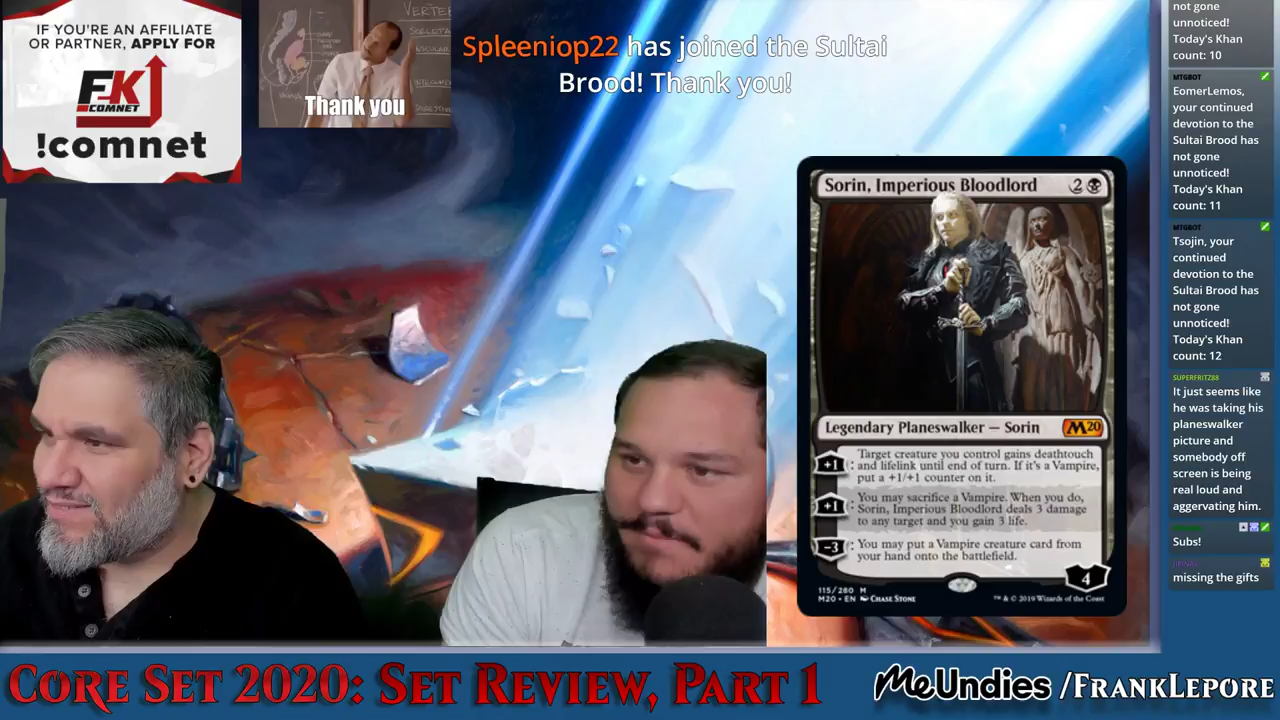 IF YOU'RE AN AFFILIATE
OR PARTNER, APPLY FOR
F2K
COMNET
!comnet
VERTE
SKELETA
Thank you
Spleeniop22 has joined the Sultai
Brood! Thank you!
Sorin, Imperious Bloodlord 2
Legendary Planeswalker — Sorin M20
+1: Target creature you control gains deathtouch
and lifelink until end of turn. If it's a Vampire,
put a +1/+1 counter on it.
+1: You may sacrifice a Vampire. When you do,
Sorin, Imperious Bloodlord deals 3 damage
to any target and you gain 3 life.
−3: You may put a Vampire creature card from
your hand onto the battlefield.
4
115/280 M
M20 • EN CHASE STONE
™ & © 2019 Wizards of the Coast
not gone
unnoticed!
Today's Khan
count: 10
MTGBOT
EomerLemos,
your continued
devotion to the
Sultai Brood has
not gone
unnoticed!
Today's Khan
count: 11
MTGBOT
Tsojin, your
continued
devotion to the
Sultai Brood has
not gone
unnoticed!
Today's Khan
count: 12
SUPERFRITZ88
It just seems like
he was taking his
planeswalker
picture and
somebody off
screen is being
real loud and
aggervating him.
Subs!
missing the gifts
CORE SET 2020: SET REVIEW, PART 1
MeUndies /FRANKLEPORE